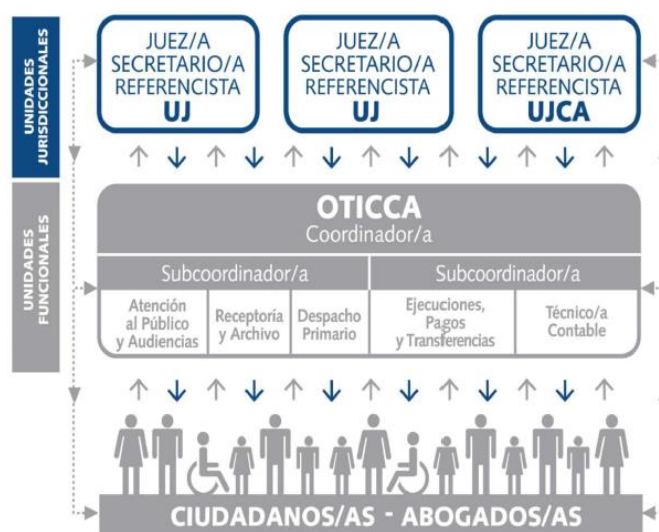 UNIDADES
JURISDICCIONALES
JUEZ/A
SECRETARIO/A
REFERENCISTA
UJ
JUEZ/A
SECRETARIO/A
REFERENCISTA
UJ
JUEZ/A
SECRETARIO/A
REFERENCISTA
UJCA
UNIDADES
FUNCIONALES
OTICCA
Coordinador/a
Subcoordinador/a
Subcoordinador/a
Atención
al Público
y Audiencias
Receptoría
y Archivo
Despacho
Primario
Ejecuciones,
Pagos
y Transferencias
Técnico/a
Contable
CIUDADANOS/AS - ABOGADOS/AS